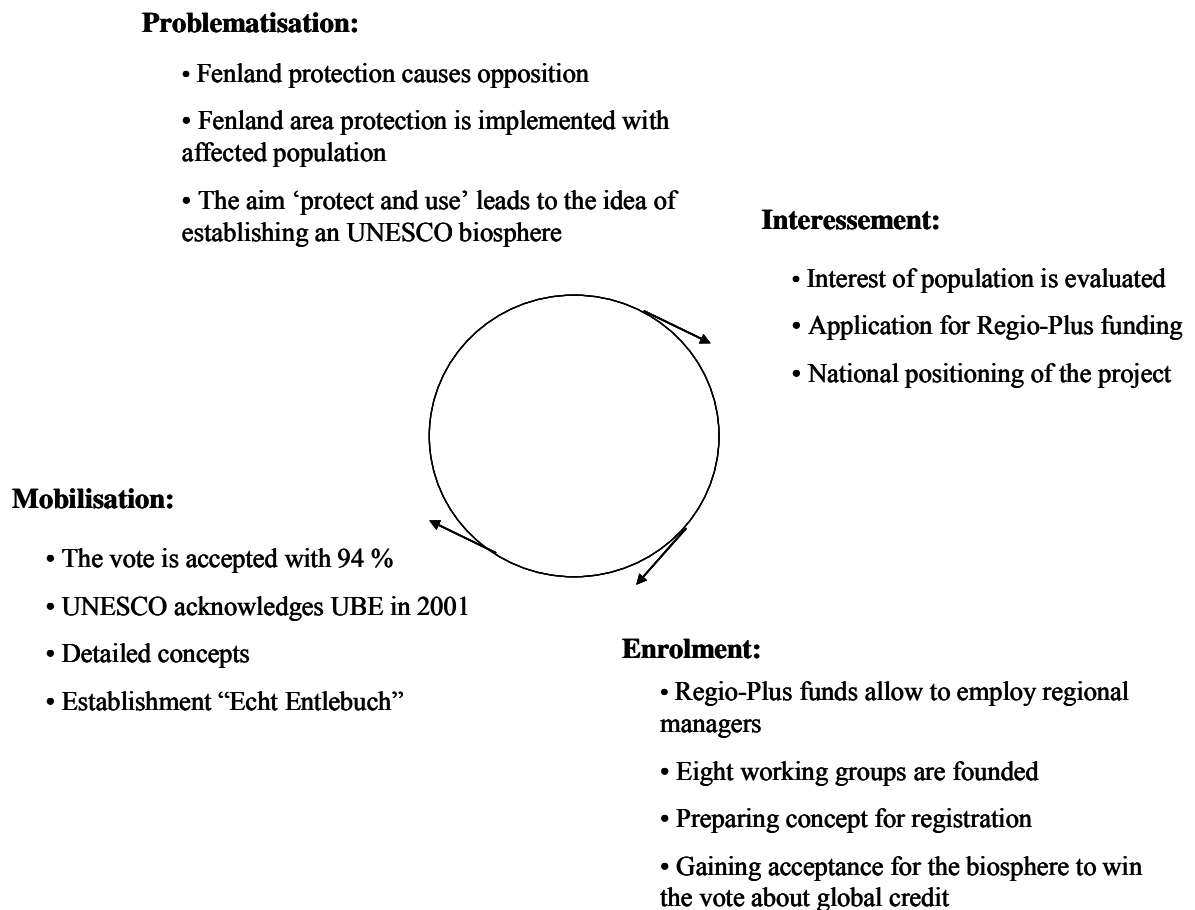 Problematisation:
• Fenland protection causes opposition
• Fenland area protection is implemented with
affected population
• The aim ‘protect and use’ leads to the idea of
establishing an UNESCO biosphere
Interessement:
• Interest of population is evaluated
• Application for Regio-Plus funding
• National positioning of the project
Mobilisation:
• The vote is accepted with 94 %
• UNESCO acknowledges UBE in 2001
• Detailed concepts
• Establishment “Echt Entlebuch”
Enrolment:
• Regio-Plus funds allow to employ regional
managers
• Eight working groups are founded
• Preparing concept for registration
• Gaining acceptance for the biosphere to win
the vote about global credit